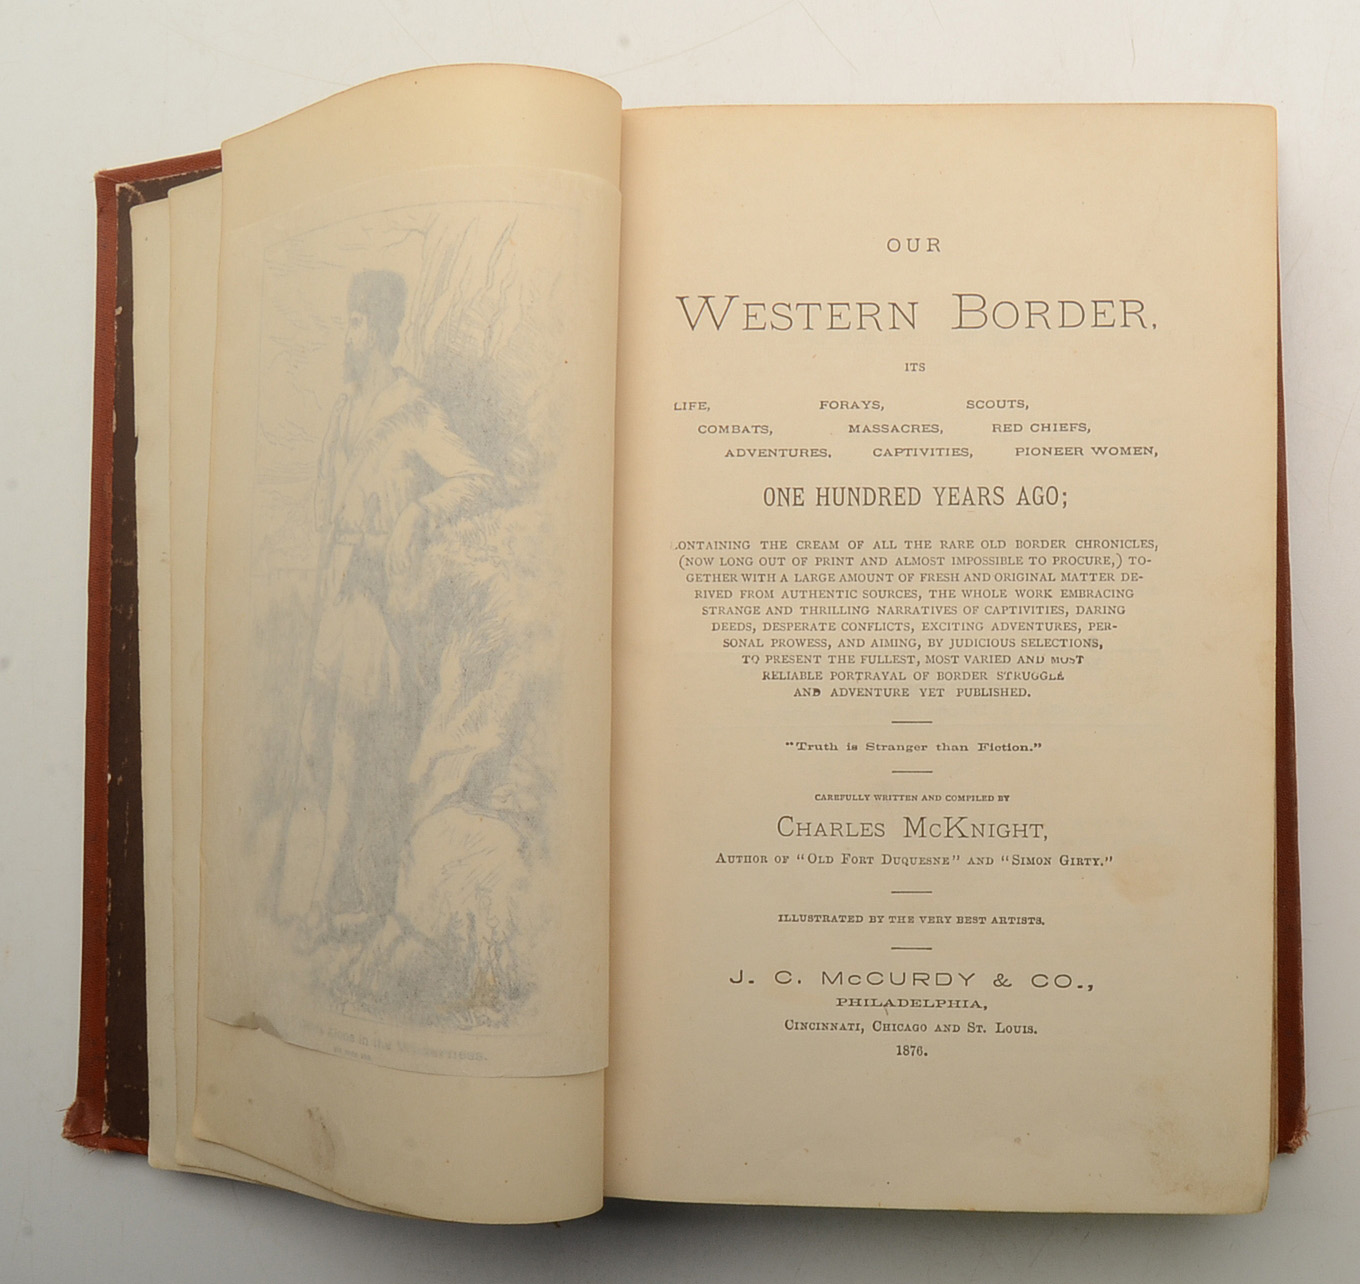 OUR
WESTERN BORDER,
ITS
LIFE, FORAYS, SCOUTS,
COMBATS, MASSACRES, RED CHIEFS,
ADVENTURES, CAPTIVITIES, PIONEER WOMEN,
ONE HUNDRED YEARS AGO;
CONTAINING THE CREAM OF ALL THE RARE OLD BORDER CHRONICLES,
(NOW LONG OUT OF PRINT AND ALMOST IMPOSSIBLE TO PROCURE,) TO-
GETHER WITH A LARGE AMOUNT OF FRESH AND ORIGINAL MATTER DE-
RIVED FROM AUTHENTIC SOURCES, THE WHOLE WORK EMBRACING
STRANGE AND THRILLING NARRATIVES OF CAPTIVITIES, DARING
DEEDS, DESPERATE CONFLICTS, EXCITING ADVENTURES, PER-
SONAL PROWESS, AND AIMING, BY JUDICIOUS SELECTIONS,
TO PRESENT THE FULLEST, MOST VARIED AND MOST
RELIABLE PORTRAYAL OF BORDER STRUGGLE
AND ADVENTURE YET PUBLISHED.
"Truth is Stranger than Fiction."
CAREFULLY WRITTEN AND COMPILED BY
CHARLES McKNIGHT,
AUTHOR OF "OLD FORT DUQUESNE" AND "SIMON GIRTY."
ILLUSTRATED BY THE VERY BEST ARTISTS.
J. C. McCURDY & CO.,
PHILADELPHIA,
CINCINNATI, CHICAGO AND ST. LOUIS.
1876.
in the Wilderness.